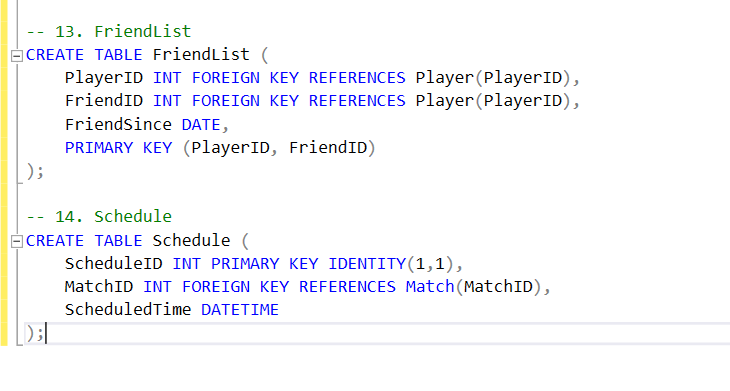 -- 13. FriendList
CREATE TABLE FriendList (
PlayerID INT FOREIGN KEY REFERENCES Player(PlayerID),
FriendID INT FOREIGN KEY REFERENCES Player(PlayerID),
FriendSince DATE,
PRIMARY KEY (PlayerID, FriendID)
);
-- 14. Schedule
CREATE TABLE Schedule (
ScheduleID INT PRIMARY KEY IDENTITY(1,1),
MatchID INT FOREIGN KEY REFERENCES Match(MatchID),
ScheduledTime DATETIME
);